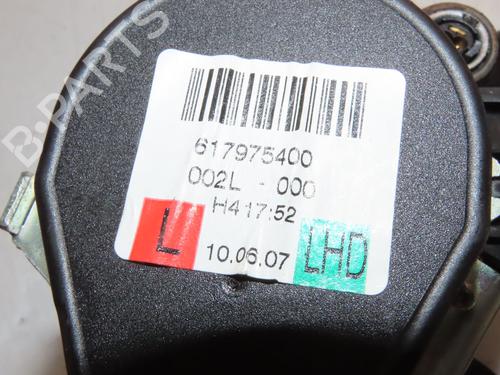 B-PARTS
617975400
002L - 000
H417:52
L 10.06.07 LHD